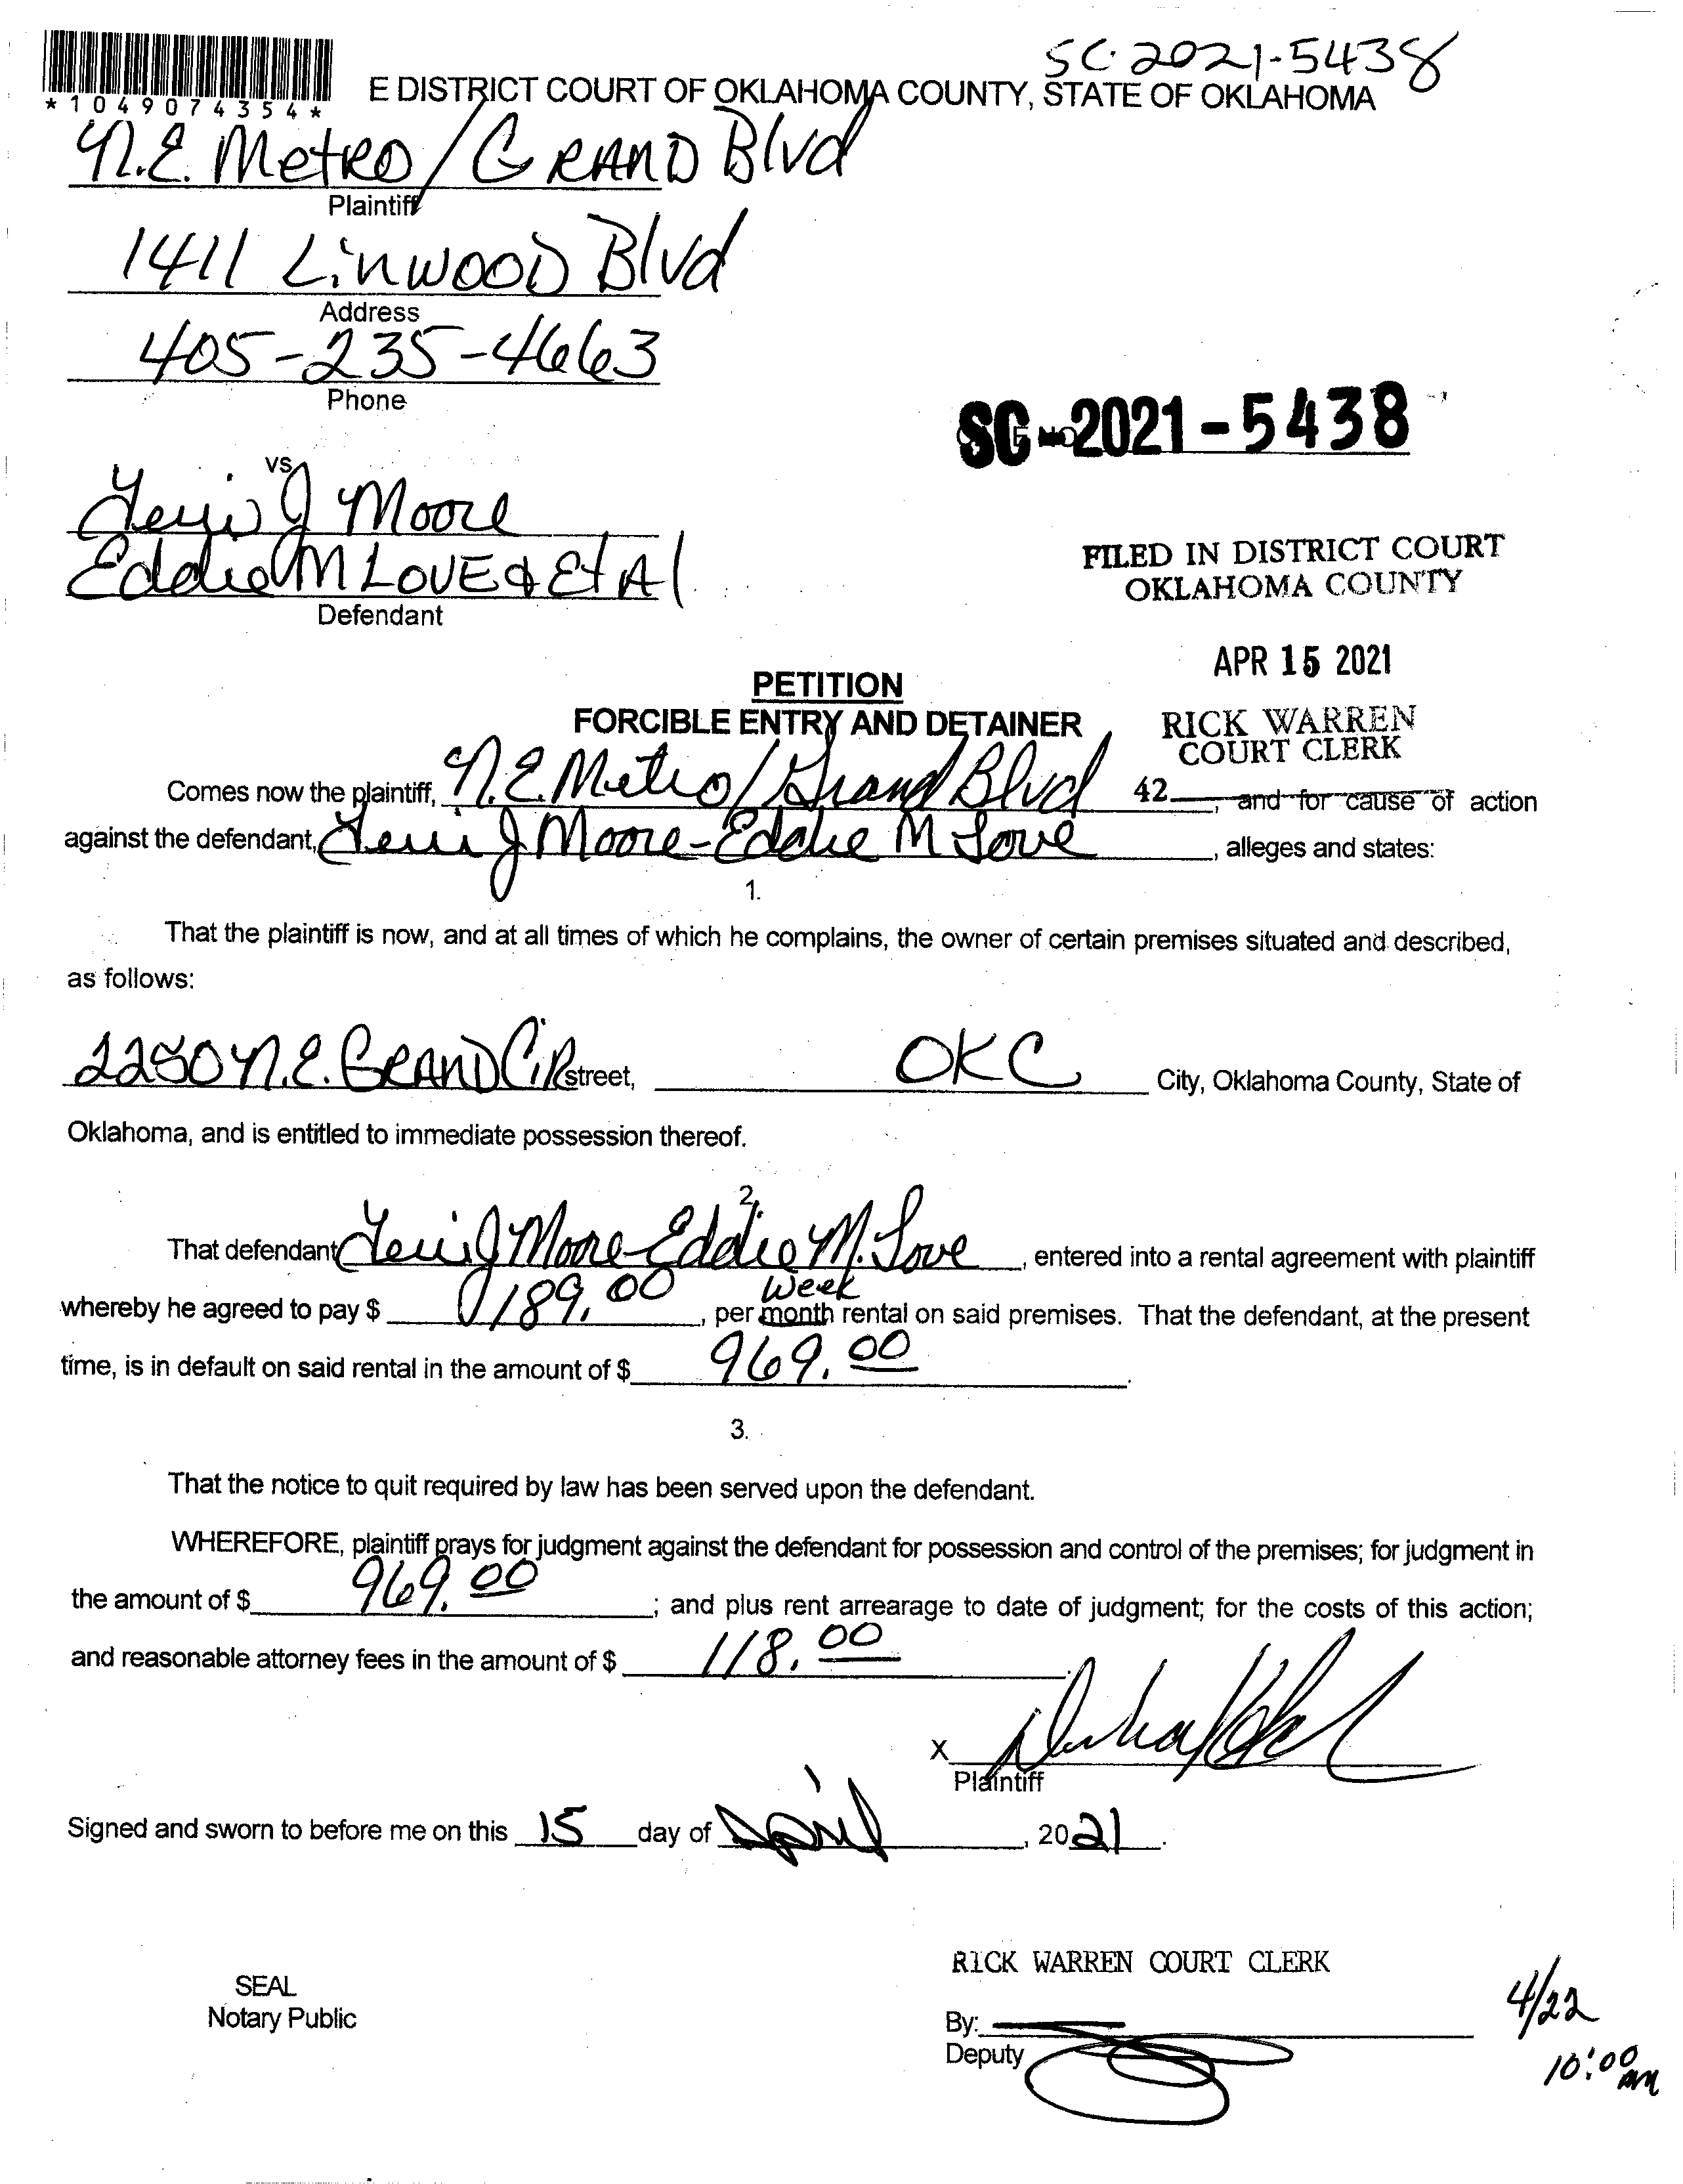 SC-2021-5438
*1049074354*
E DISTRICT COURT OF OKLAHOMA COUNTY, STATE OF OKLAHOMA
N.E. Metro/GRAND Blvd
Plaintiff
1411 Linwood Blvd
Address
405-235-4663
Phone
SC-2021-5438
vs
Terri J Moore
Eddie M LOVE & Et Al
Defendant
FILED IN DISTRICT COURT
OKLAHOMA COUNTY
APR 15 2021
PETITION
FORCIBLE ENTRY AND DETAINER
RICK WARREN
COURT CLERK
Comes now the plaintiff, N.E. Metro/Grand Blvd 42 , and for cause of action
against the defendant, Terri J Moore-Eddie M Love , alleges and states:
1.
That the plaintiff is now, and at all times of which he complains, the owner of certain premises situated and described,
as follows:
2250 N.E. GRAND CiR street, OKC City, Oklahoma County, State of
Oklahoma, and is entitled to immediate possession thereof.
2.
That defendant Terri J Moore-Eddie M. Love , entered into a rental agreement with plaintiff
Week
whereby he agreed to pay $ 189.00 , per month rental on said premises. That the defendant, at the present
time, is in default on said rental in the amount of $ 969.00 .
3.
That the notice to quit required by law has been served upon the defendant.
WHEREFORE, plaintiff prays for judgment against the defendant for possession and control of the premises; for judgment in
the amount of $ 969.00 ; and plus rent arrearage to date of judgment; for the costs of this action;
and reasonable attorney fees in the amount of $ 118.00 .
X
Plaintiff
Signed and sworn to before me on this 15 day of April , 2021 .
RICK WARREN COURT CLERK
SEAL
Notary Public
By:
Deputy
4/22
10:00 AM